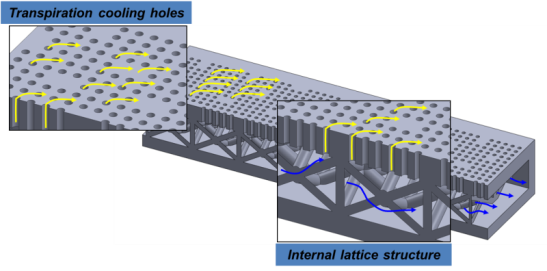 Transpiration cooling holes
Internal lattice structure